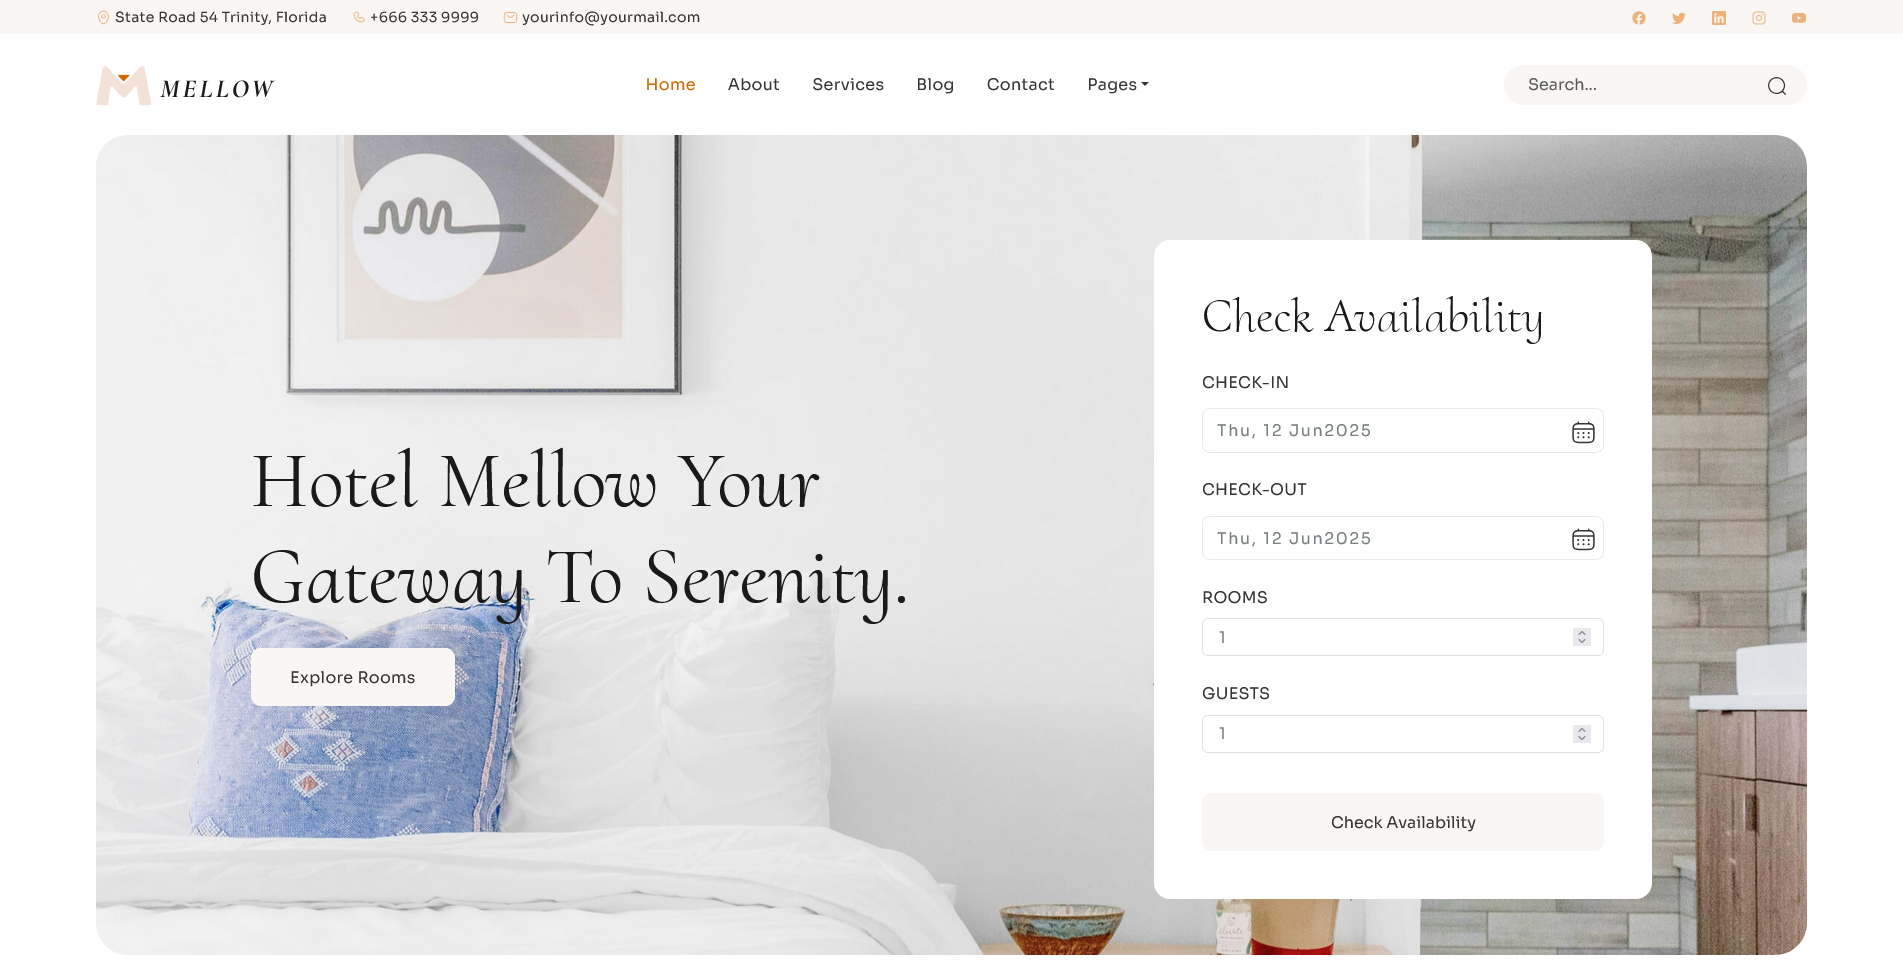 State Road 54 Trinity, Florida
+666 333 9999
yourinfo@yourmail.com
MELLOW
Home
About
Services
Blog
Contact
Pages
Search...
Hotel Mellow Your
Gateway To Serenity.
Explore Rooms
Check Availability
CHECK-IN
Thu, 12 Jun2025
CHECK-OUT
Thu, 12 Jun2025
ROOMS
1
GUESTS
1
Check Availability